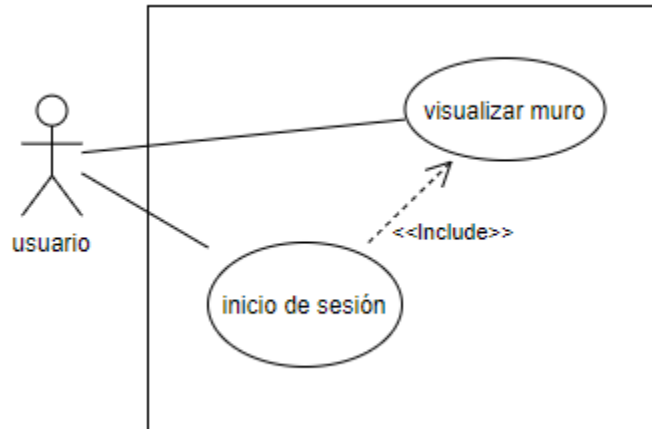 visualizar muro
usuario
<<Include>>
inicio de sesión